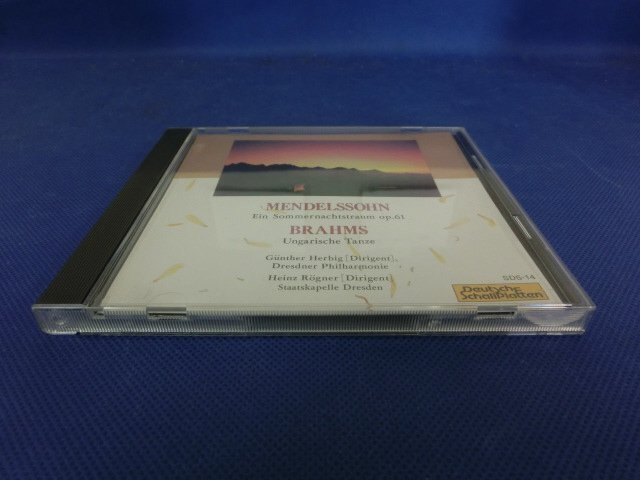 MENDELSSOHN
Ein Sommernachtstraum op.61
BRAHMS
Ungarische Tänze
Günther Herbig [Dirigent],
Dresdner Philharmonie
Heinz Rögner [Dirigent]
Staatskapelle Dresden
SDS-14
Deutsche
Schallplatten